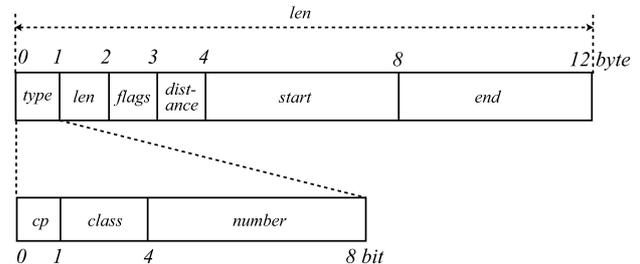 len
0 1 2 3 4 8 12 byte
type len flags dist-
ance start end
cp class number
0 1 4 8 bit